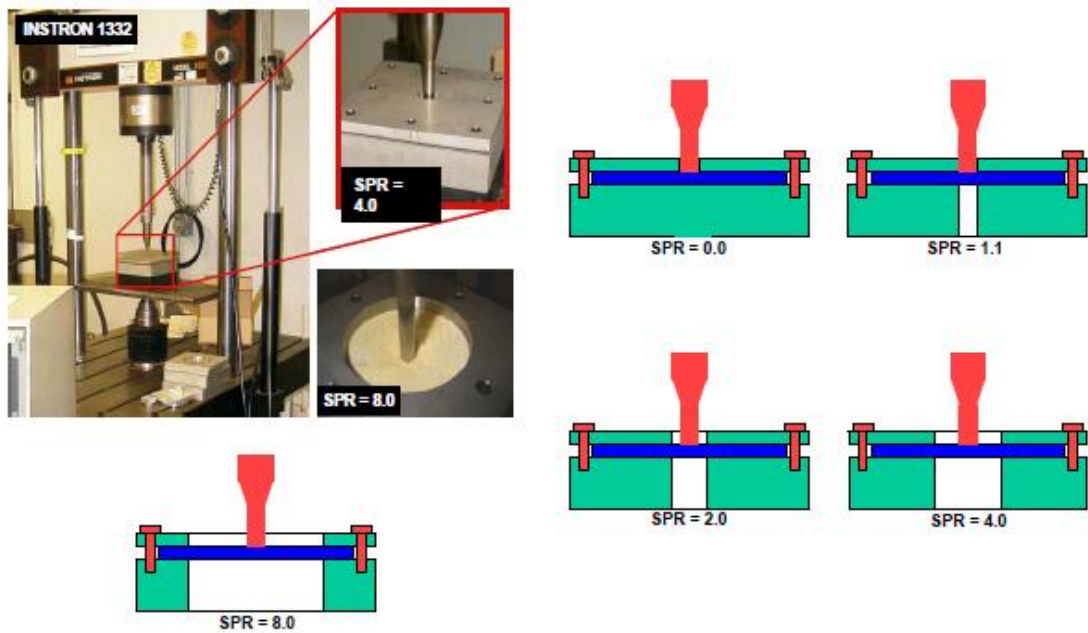 INSTRON 1332
SPR =
4.0
SPR = 8.0
SPR = 0.0
SPR = 1.1
SPR = 2.0
SPR = 4.0
SPR = 8.0